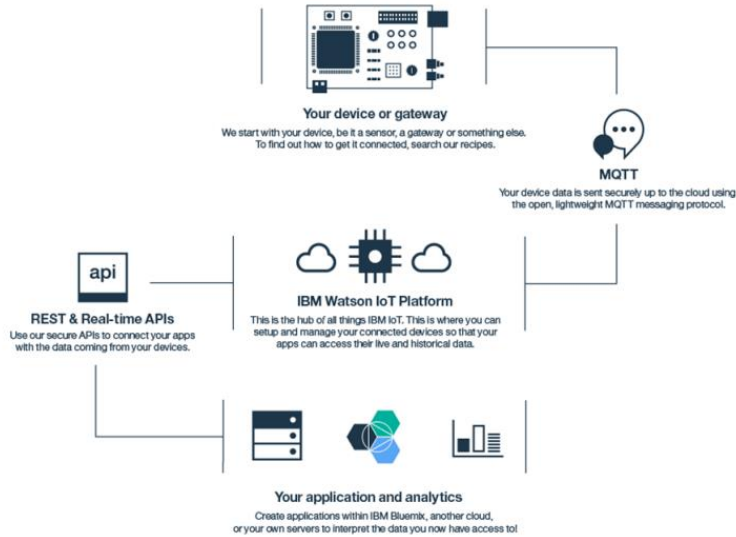 Your device or gateway
We start with your device, be it a sensor, a gateway or something else.
To find out how to get it connected, search our recipes.
MQTT
Your device data is sent securely up to the cloud using
the open, lightweight MQTT messaging protocol.
api
REST & Real-time APIs
Use our secure APIs to connect your apps
with the data coming from your devices.
IBM Watson IoT Platform
This is the hub of all things IBM IoT. This is where you can
setup and manage your connected devices so that your
apps can access their live and historical data.
Your application and analytics
Create applications within IBM Bluemix, another cloud,
or your own servers to interpret the data you now have access to!